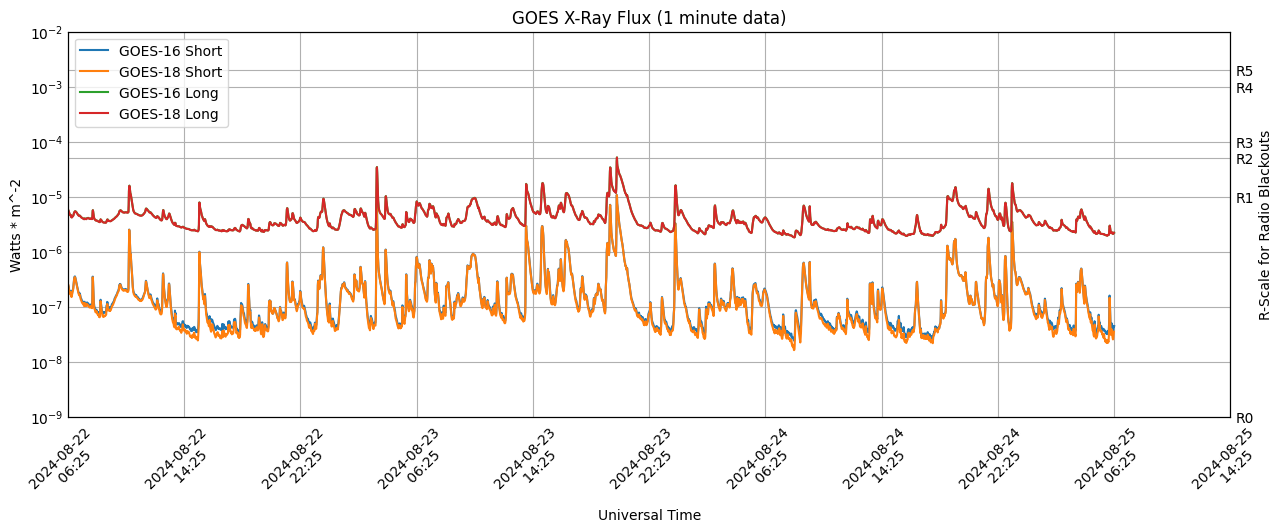 GOES X-Ray Flux (1 minute data)
GOES-16 Short
GOES-18 Short
GOES-16 Long
GOES-18 Long
Watts * m^-2
10^-2
10^-3
10^-4
10^-5
10^-6
10^-7
10^-8
10^-9
R5
R4
R3
R2
R1
R0
R-Scale for Radio Blackouts
2024-08-22
06:25
2024-08-22
14:25
2024-08-22
22:25
2024-08-23
06:25
2024-08-23
14:25
2024-08-23
22:25
2024-08-24
06:25
2024-08-24
14:25
2024-08-24
22:25
2024-08-25
06:25
2024-08-25
14:25
Universal Time